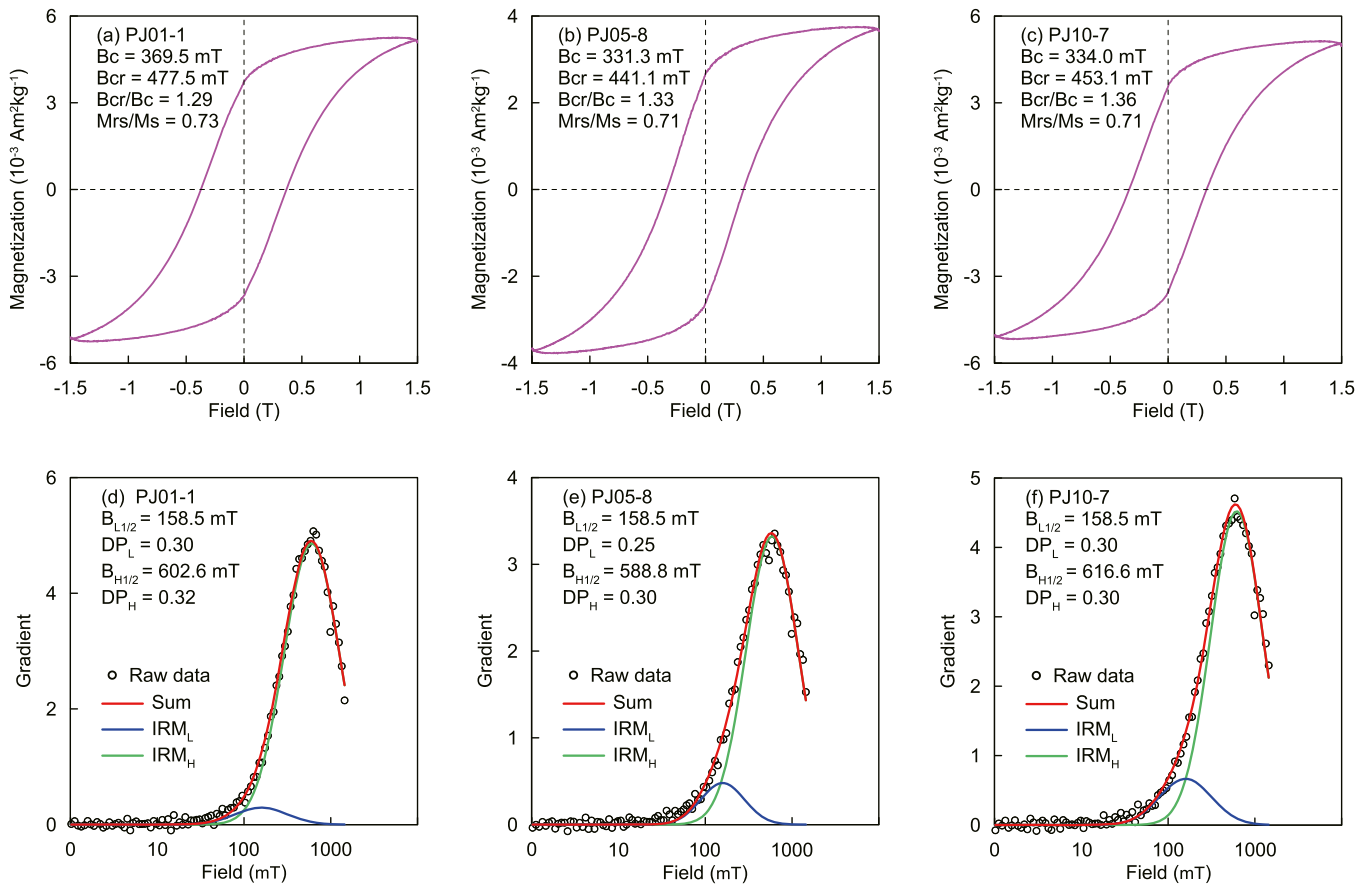 (a) PJ01-1
Bc = 369.5 mT
Bcr = 477.5 mT
Bcr/Bc = 1.29
Mrs/Ms = 0.73
Magnetization (10⁻³ Am²kg⁻¹)
6
3
0
-3
-6
-1.5 -1 -0.5 0 0.5 1 1.5
Field (T)
(b) PJ05-8
Bc = 331.3 mT
Bcr = 441.1 mT
Bcr/Bc = 1.33
Mrs/Ms = 0.71
Magnetization (10⁻³ Am²kg⁻¹)
4
2
0
-2
-4
-1.5 -1 -0.5 0 0.5 1 1.5
Field (T)
(c) PJ10-7
Bc = 334.0 mT
Bcr = 453.1 mT
Bcr/Bc = 1.36
Mrs/Ms = 0.71
Magnetization (10⁻³ Am²kg⁻¹)
6
3
0
-3
-6
-1.5 -1 -0.5 0 0.5 1 1.5
Field (T)
(d) PJ01-1
B_L1/2 = 158.5 mT
DP_L = 0.30
B_H1/2 = 602.6 mT
DP_H = 0.32
Raw data
Sum
IRM_L
IRM_H
Gradient
6
4
2
0
0 10 100 1000
Field (mT)
(e) PJ05-8
B_L1/2 = 158.5 mT
DP_L = 0.25
B_H1/2 = 588.8 mT
DP_H = 0.30
Raw data
Sum
IRM_L
IRM_H
Gradient
4
3
2
1
0
0 10 100 1000
Field (mT)
(f) PJ10-7
B_L1/2 = 158.5 mT
DP_L = 0.30
B_H1/2 = 616.6 mT
DP_H = 0.30
Raw data
Sum
IRM_L
IRM_H
Gradient
5
4
3
2
1
0
0 10 100 1000
Field (mT)